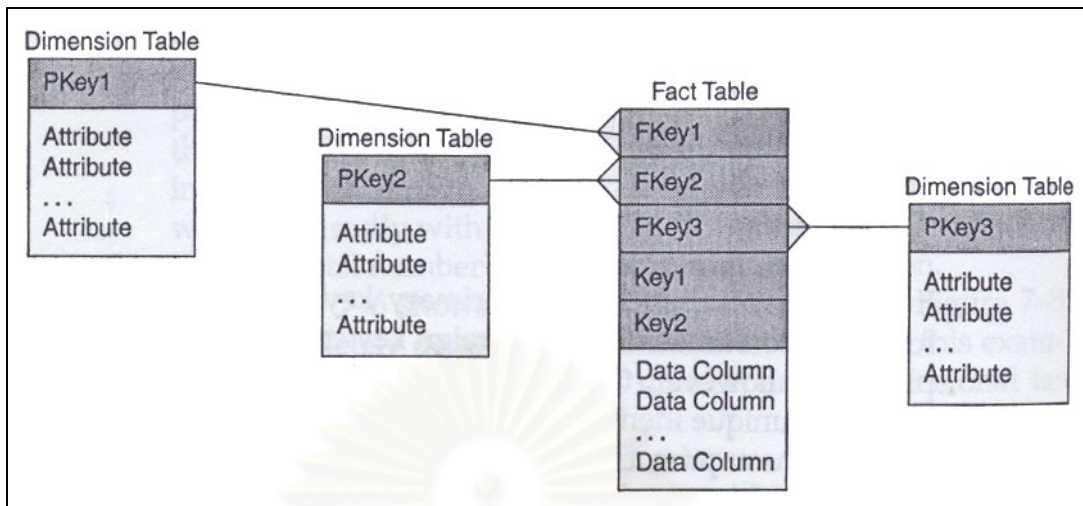 Dimension Table
PKey1
Attribute
Attribute
...
Attribute
Dimension Table
PKey2
Attribute
Attribute
...
Attribute
Fact Table
FKey1
FKey2
FKey3
Key1
Key2
Data Column
Data Column
...
Data Column
Dimension Table
PKey3
Attribute
Attribute
...
Attribute